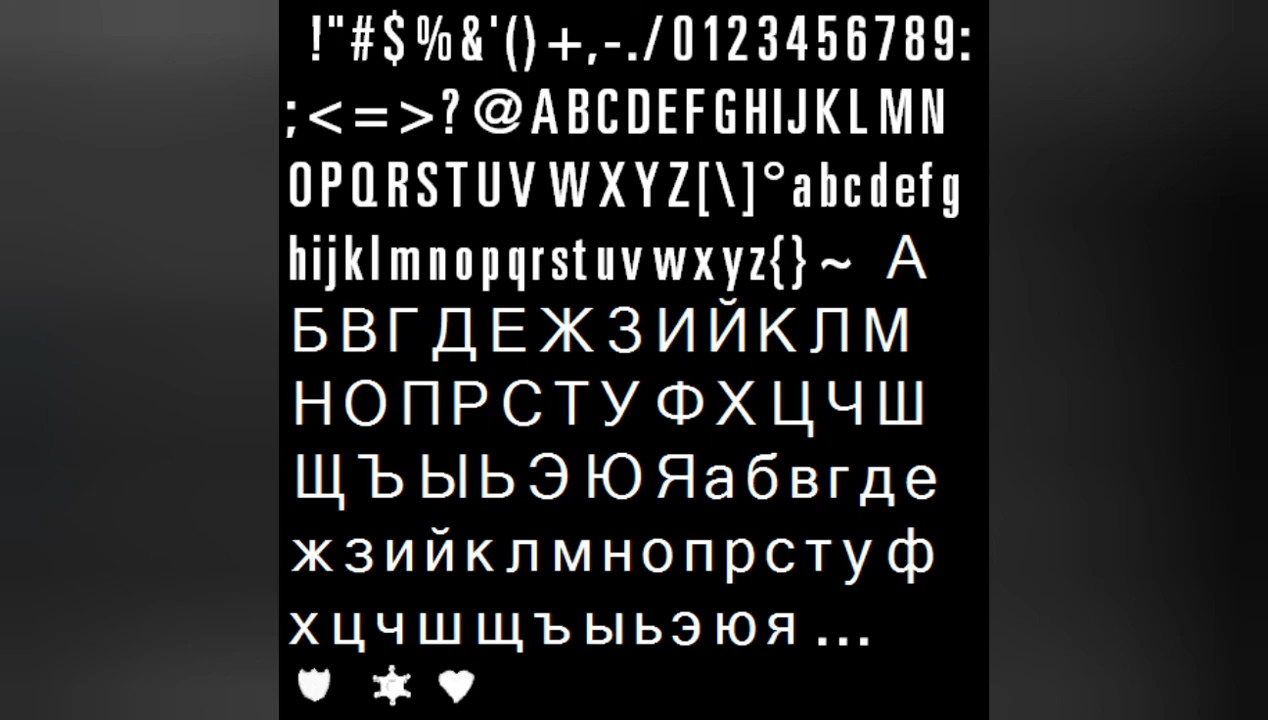 !"#$%&'()+,-./0123456789:
;<=>?@ABCDEFGHIJKLMN
OPQRSTUVWXYZ[\]°abcdefg
hijklmnopqrstuvwxyz{}~ А
БВГДЕЖЗИЙКЛМ
НОПРСТУФХЦЧШ
ЩЪЫЬЭЮЯабвгде
жзийклмнопрстуф
хцчшщъыьэюя...